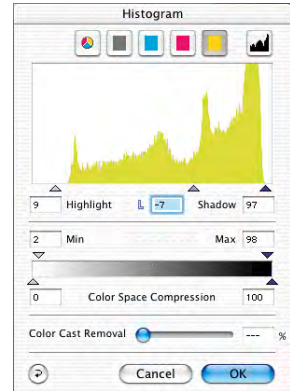 Histogram
9 Highlight L -7 Shadow 97
2 Min Max 98
0 Color Space Compression 100
Color Cast Removal --- %
Cancel OK